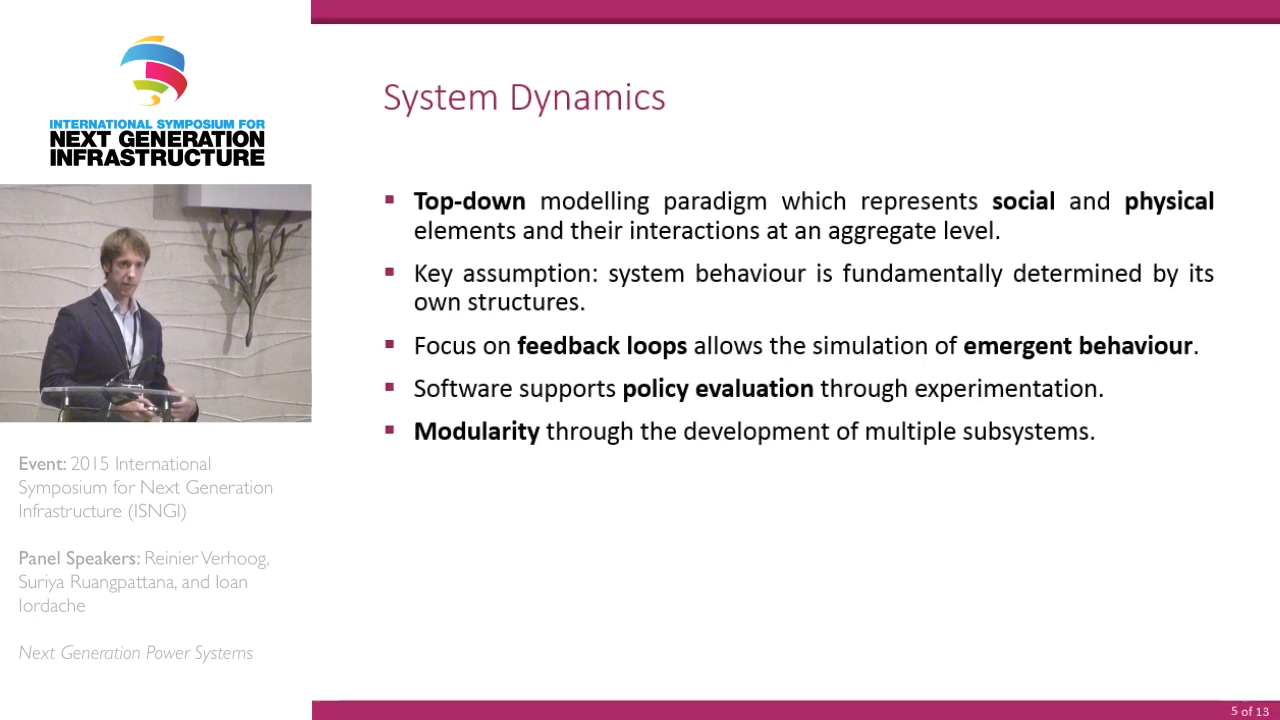 INTERNATIONAL SYMPOSIUM FOR
NEXT GENERATION
INFRASTRUCTURE
Event: 2015 International
Symposium for Next Generation
Infrastructure (ISNGI)
Panel Speakers: Reinier Verhoog,
Suriya Ruangpattana, and Ioan
Iordache
Next Generation Power Systems
System Dynamics
▪ Top-down modelling paradigm which represents social and physical
elements and their interactions at an aggregate level.
▪ Key assumption: system behaviour is fundamentally determined by its
own structures.
▪ Focus on feedback loops allows the simulation of emergent behaviour.
▪ Software supports policy evaluation through experimentation.
▪ Modularity through the development of multiple subsystems.
5 of 13